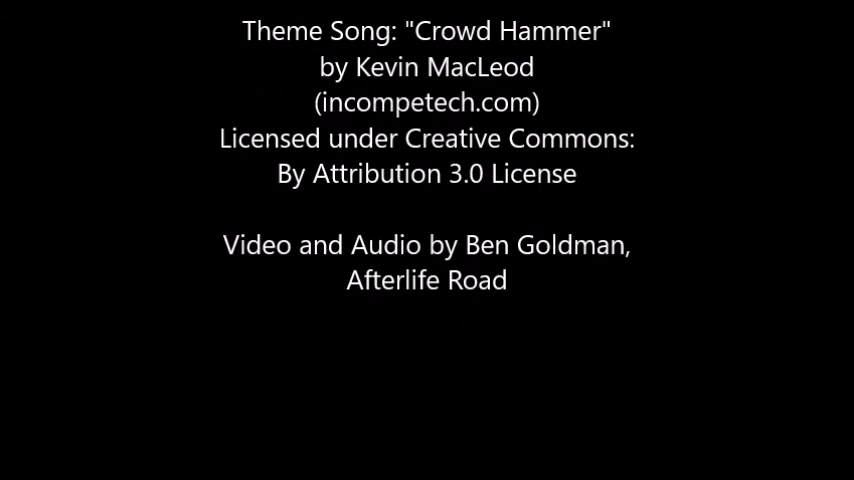 Theme Song: "Crowd Hammer"
by Kevin MacLeod
(incompetech.com)
Licensed under Creative Commons:
By Attribution 3.0 License
Video and Audio by Ben Goldman,
Afterlife Road